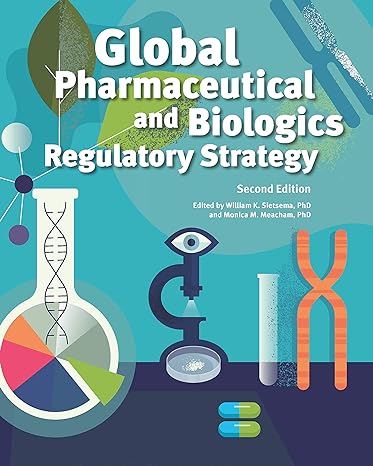 Global
Pharmaceutical
and Biologics
Regulatory Strategy
Second Edition
Edited by William K. Sietsema, PhD
and Monica M. Meacham, PhD